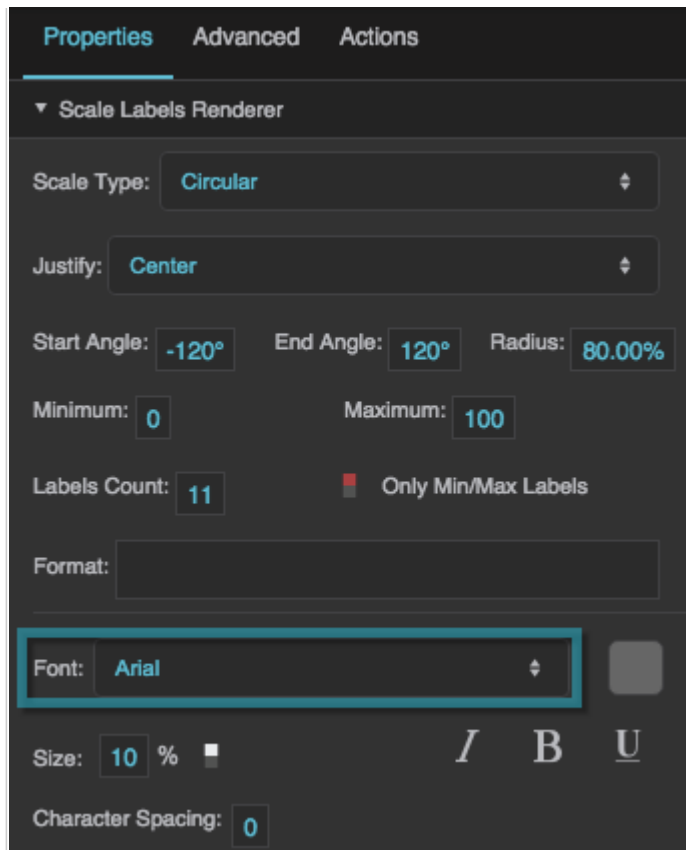 Properties Advanced Actions
Scale Labels Renderer
Scale Type: Circular
Justify: Center
Start Angle: -120° End Angle: 120° Radius: 80.00%
Minimum: 0 Maximum: 100
Labels Count: 11 Only Min/Max Labels
Format:
Font: Arial
Size: 10 % I B U
Character Spacing: 0